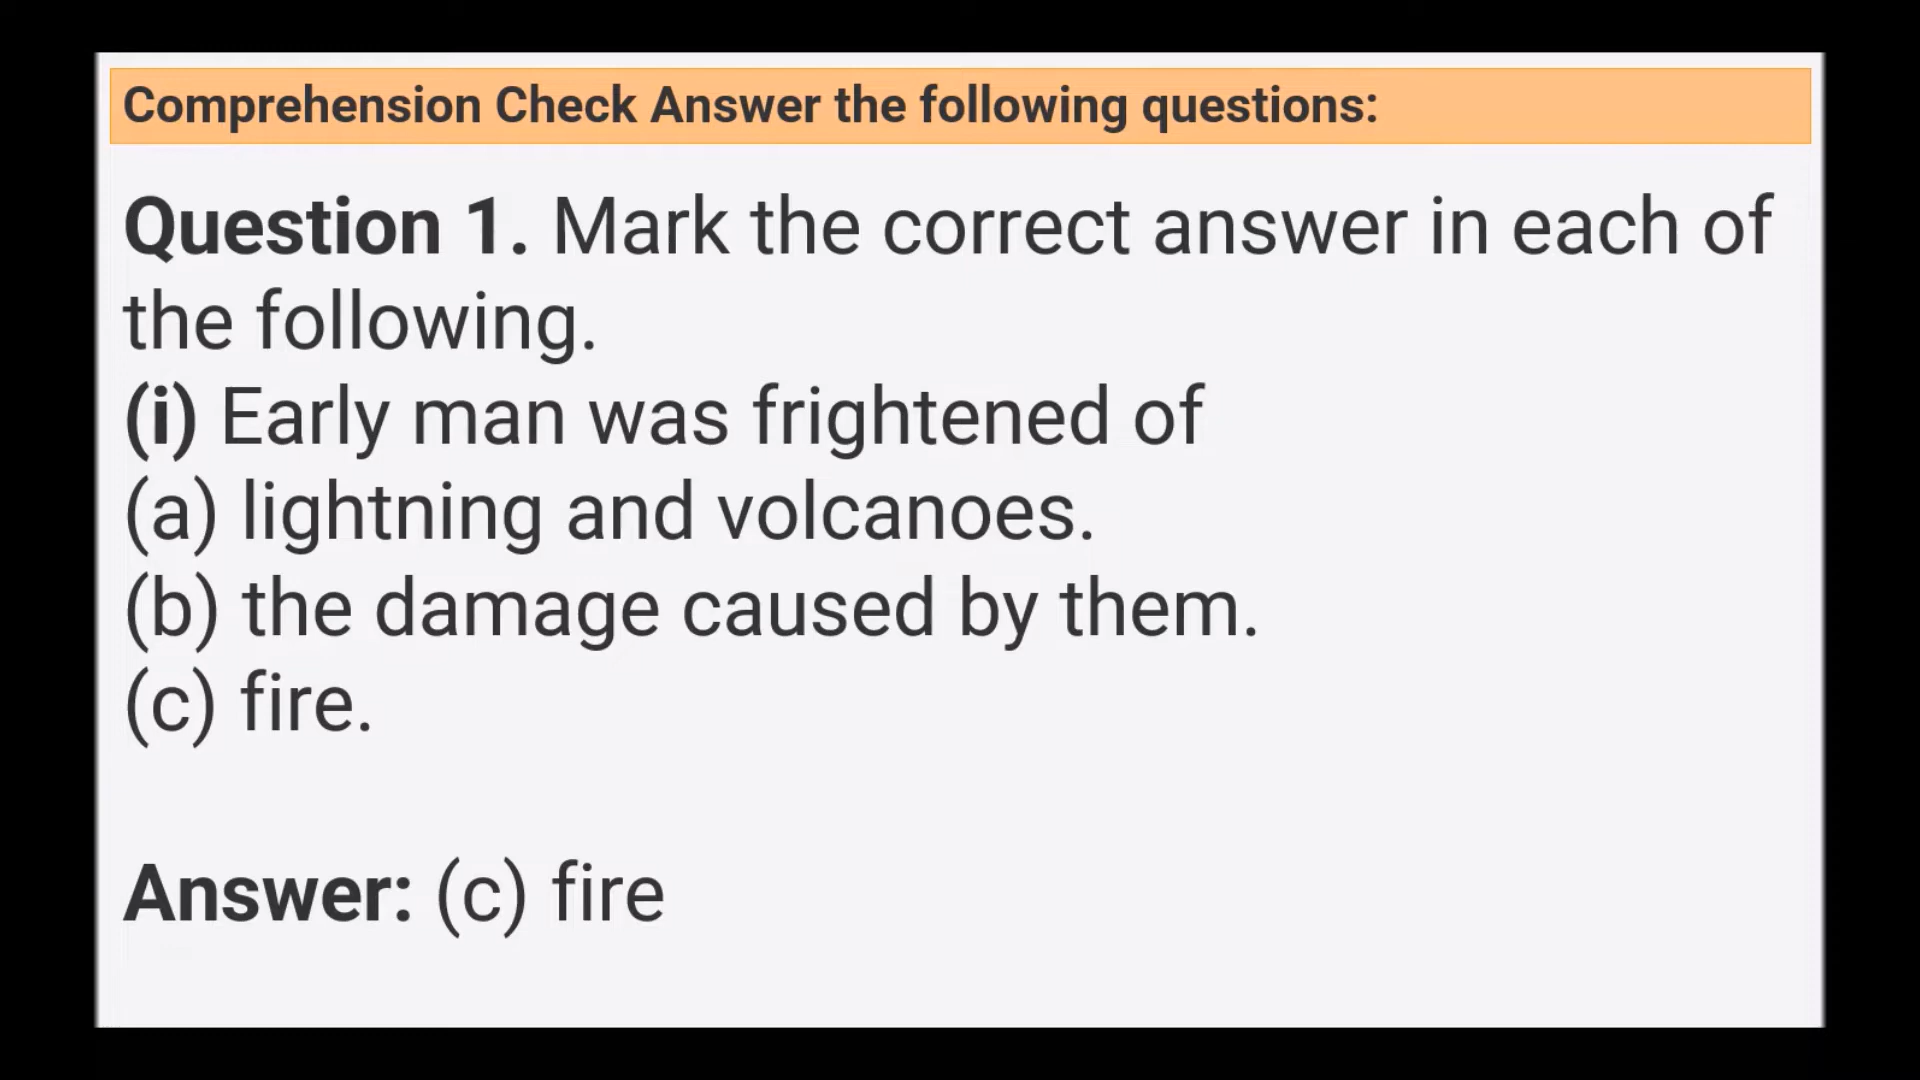 Comprehension Check Answer the following questions:
Question 1. Mark the correct answer in each of
the following.
(i) Early man was frightened of
(a) lightning and volcanoes.
(b) the damage caused by them.
(c) fire.
Answer: (c) fire